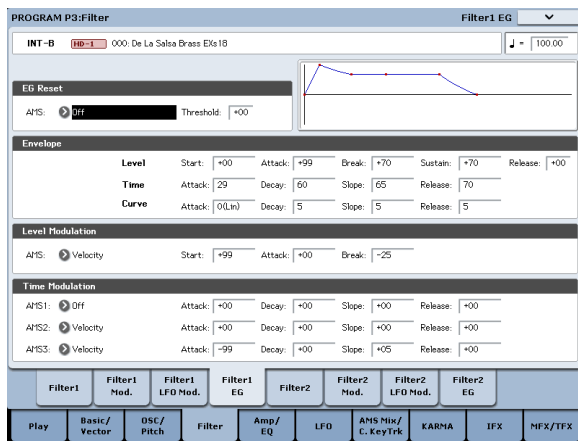 PROGRAM P3:Filter Filter1 EG
INT-B HD-1 000: De La Salsa Brass EXs18 ♩ = 100.00
EG Reset
AMS: Off Threshold: +00
Envelope
Level Start: +00 Attack: +99 Break: +70 Sustain: +70 Release: +00
Time Attack: 29 Decay: 60 Slope: 65 Release: 70
Curve Attack: 0(Lin) Decay: 5 Slope: 5 Release: 5
Level Modulation
AMS: Velocity Start: +99 Attack: +00 Break: -25
Time Modulation
AMS1: Off Attack: +00 Decay: +00 Slope: +00 Release: +00
AMS2: Velocity Attack: +00 Decay: +00 Slope: +00 Release: +00
AMS3: Velocity Attack: -99 Decay: +00 Slope: +05 Release: +00
Filter1 Filter1 Mod. Filter1 LFO Mod. Filter1 EG Filter2 Filter2 Mod. Filter2 LFO Mod. Filter2 EG
Play Basic/ Vector OSC/ Pitch Filter Amp/ EQ LFO AMS Mix/ C. KeyTrk KARMA IFX MFX/TFX